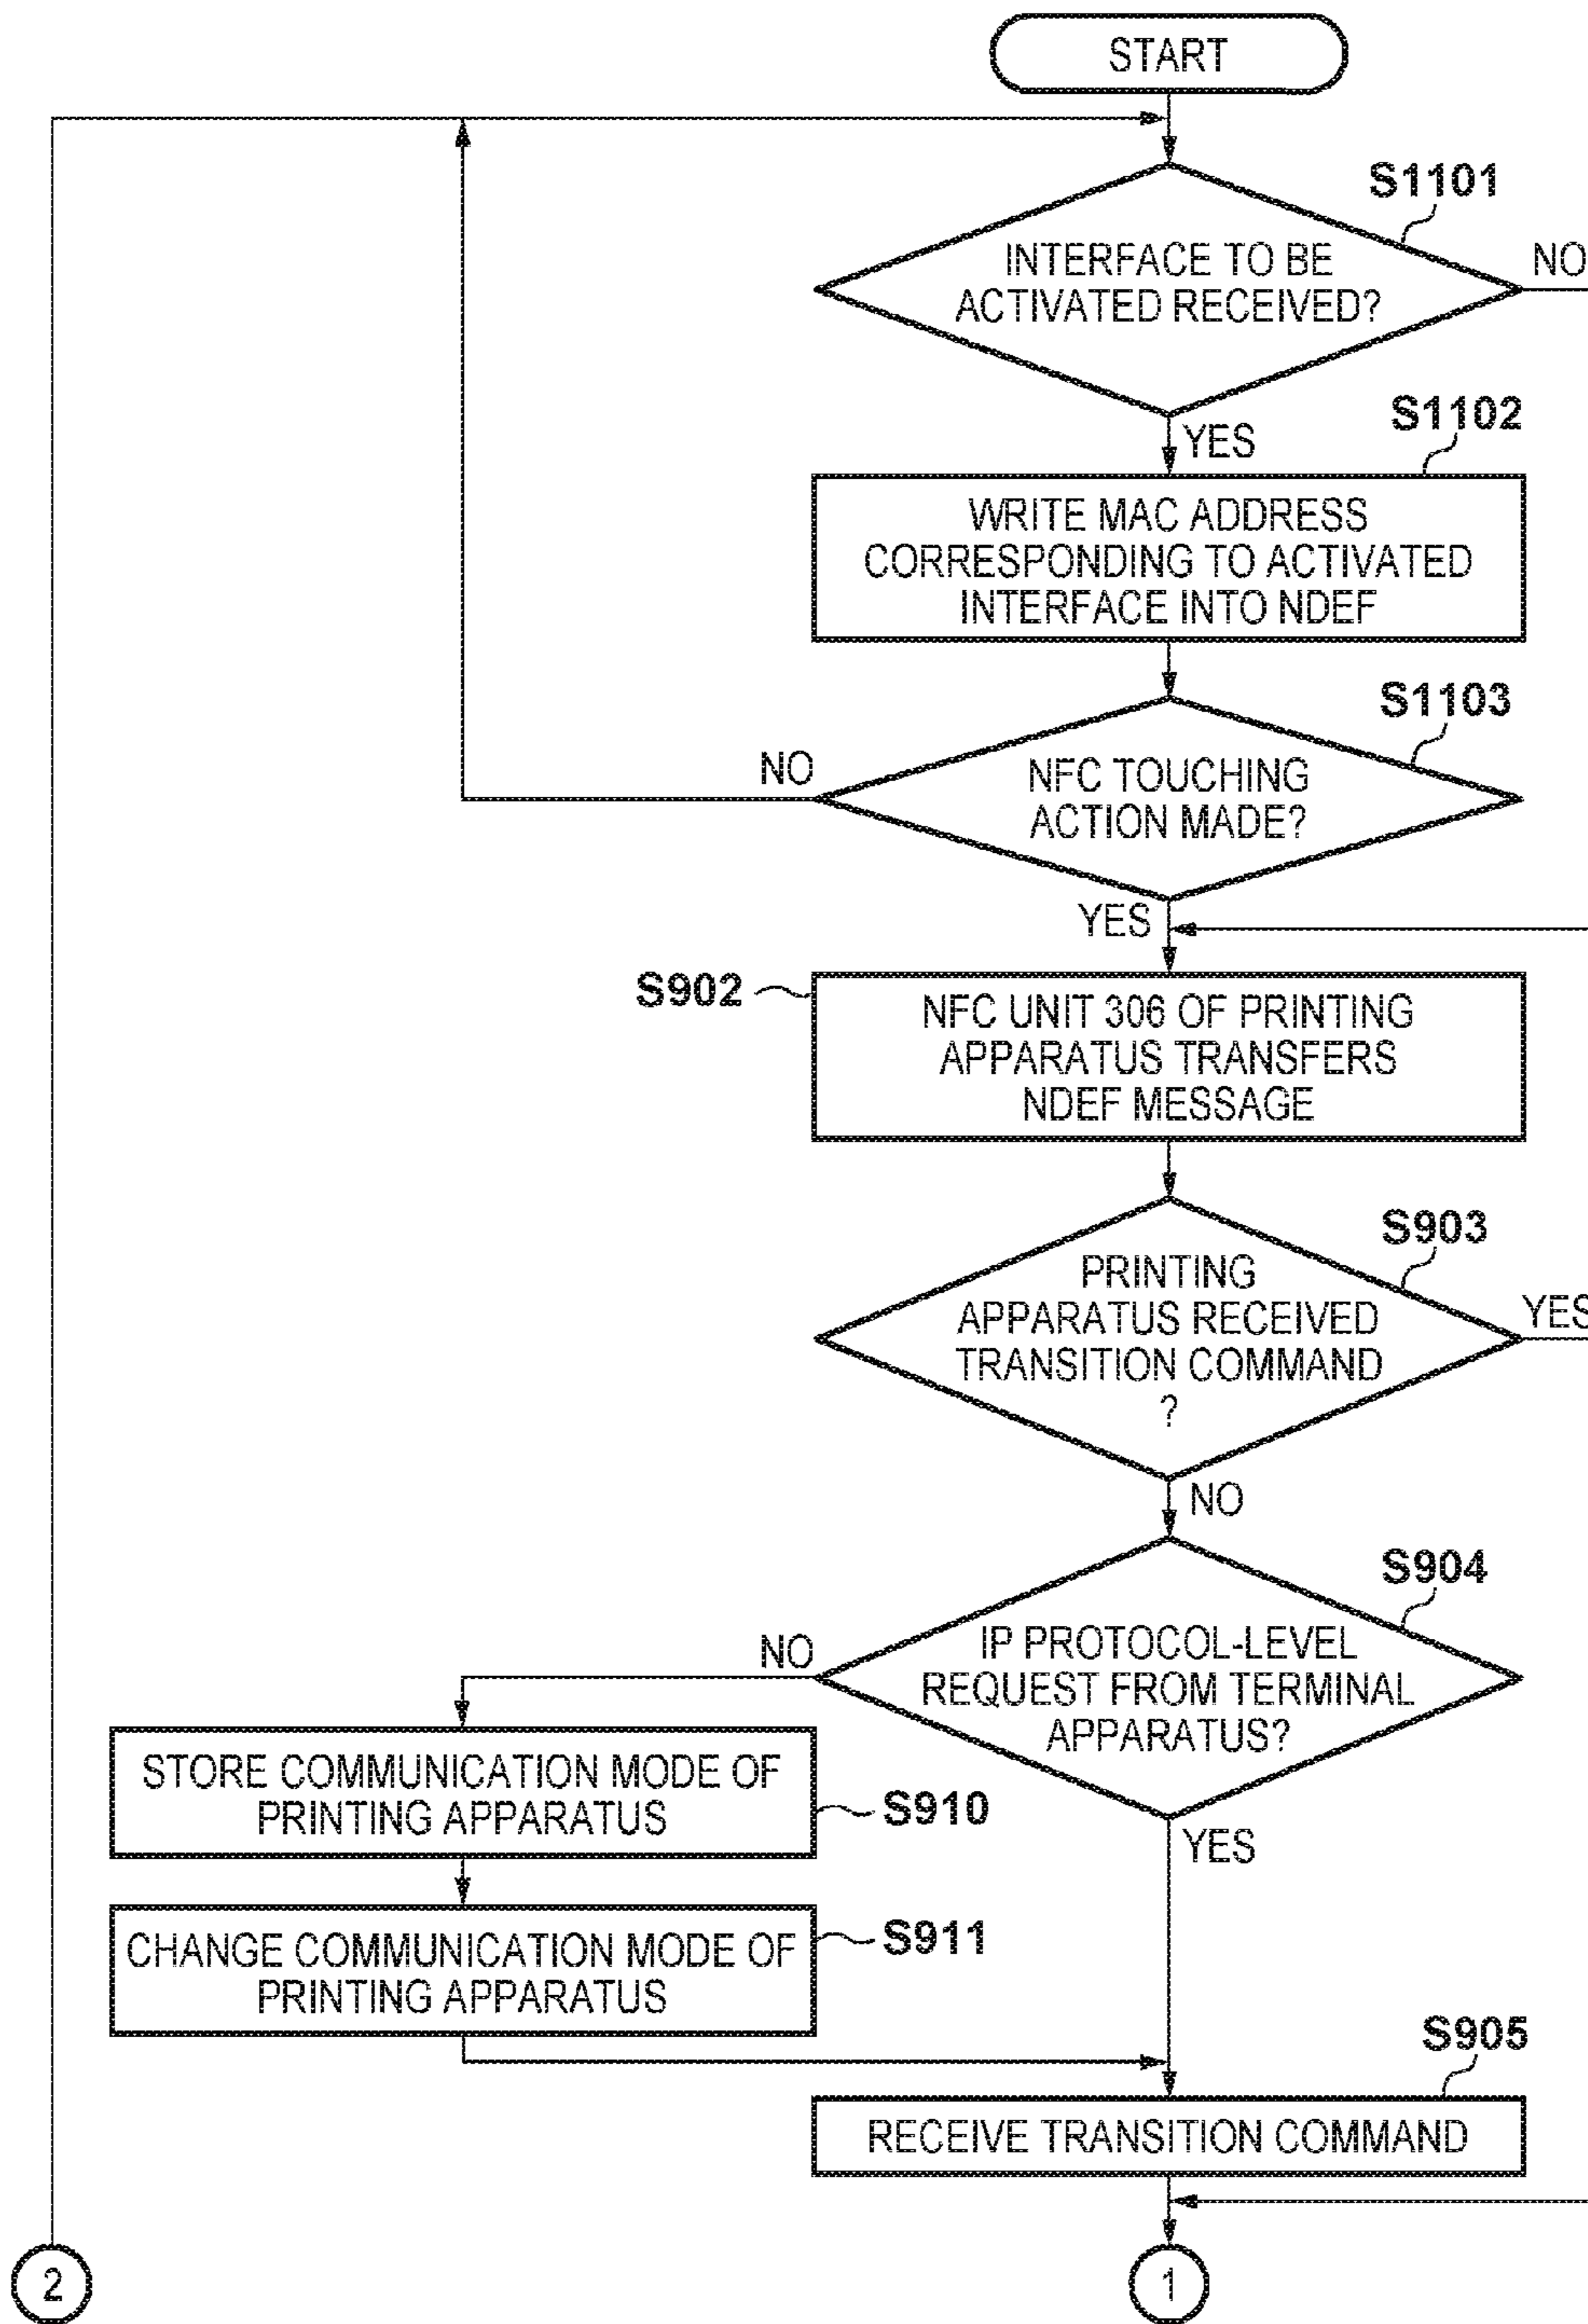 START
S1101
INTERFACE TO BE
ACTIVATED RECEIVED?
NO
YES
S1102
WRITE MAC ADDRESS
CORRESPONDING TO ACTIVATED
INTERFACE INTO NDEF
S1103
NFC TOUCHING
ACTION MADE?
NO
YES
S902
NFC UNIT 306 OF PRINTING
APPARATUS TRANSFERS
NDEF MESSAGE
S903
PRINTING
APPARATUS RECEIVED
TRANSITION COMMAND
?
YES
NO
S904
IP PROTOCOL-LEVEL
REQUEST FROM TERMINAL
APPARATUS?
NO
YES
STORE COMMUNICATION MODE OF
PRINTING APPARATUS
S910
CHANGE COMMUNICATION MODE OF
PRINTING APPARATUS
S911
S905
RECEIVE TRANSITION COMMAND
2
1